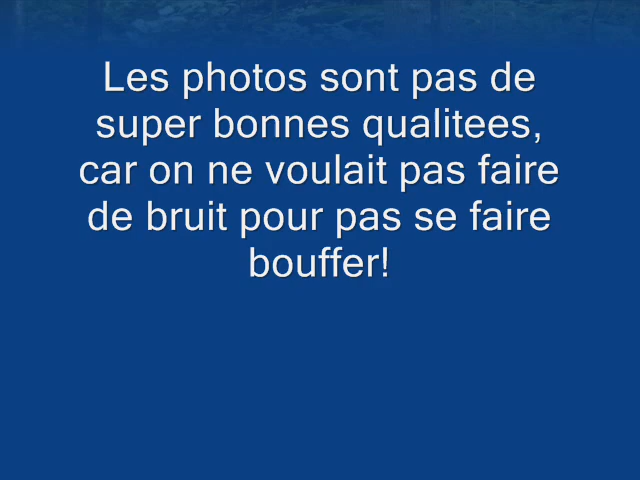 Les photos sont pas de
super bonnes qualitees,
car on ne voulait pas faire
de bruit pour pas se faire
bouffer!